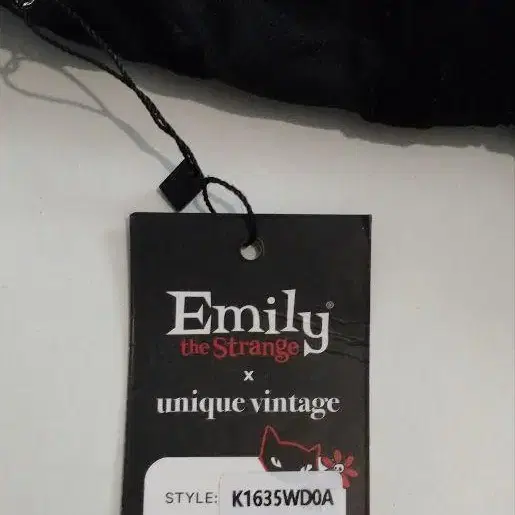 Emily®
the Strange
x
unique vintage
STYLE: K1635WD0A